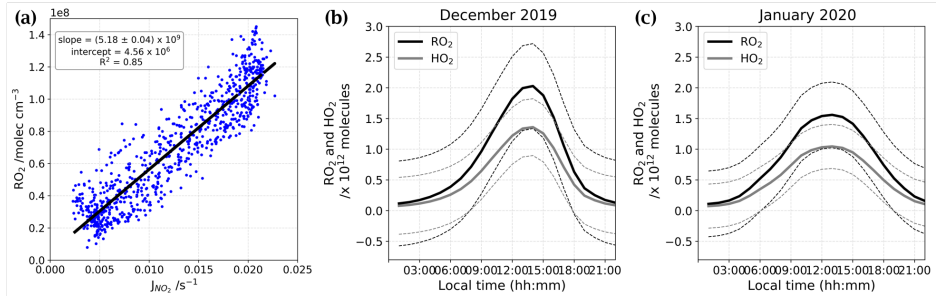 (a)
1e8
slope = (5.18 ± 0.04) x 10⁹
intercept = 4.56 x 10⁶
R² = 0.85
RO₂ /molec cm⁻³
1.4
1.2
1.0
0.8
0.6
0.4
0.2
0.0
0.000 0.005 0.010 0.015 0.020 0.025
J_NO₂ /s⁻¹
(b)
December 2019
RO₂
HO₂
RO₂ and HO₂
/x 10¹² molecules
3.0
2.5
2.0
1.5
1.0
0.5
0.0
−0.5
03:00 06:00 09:00 12:00 15:00 18:00 21:00
Local time (hh:mm)
(c)
January 2020
RO₂
HO₂
RO₂ and HO₂
/x 10¹² molecules
3.0
2.5
2.0
1.5
1.0
0.5
0.0
−0.5
03:00 06:00 09:00 12:00 15:00 18:00 21:00
Local time (hh:mm)